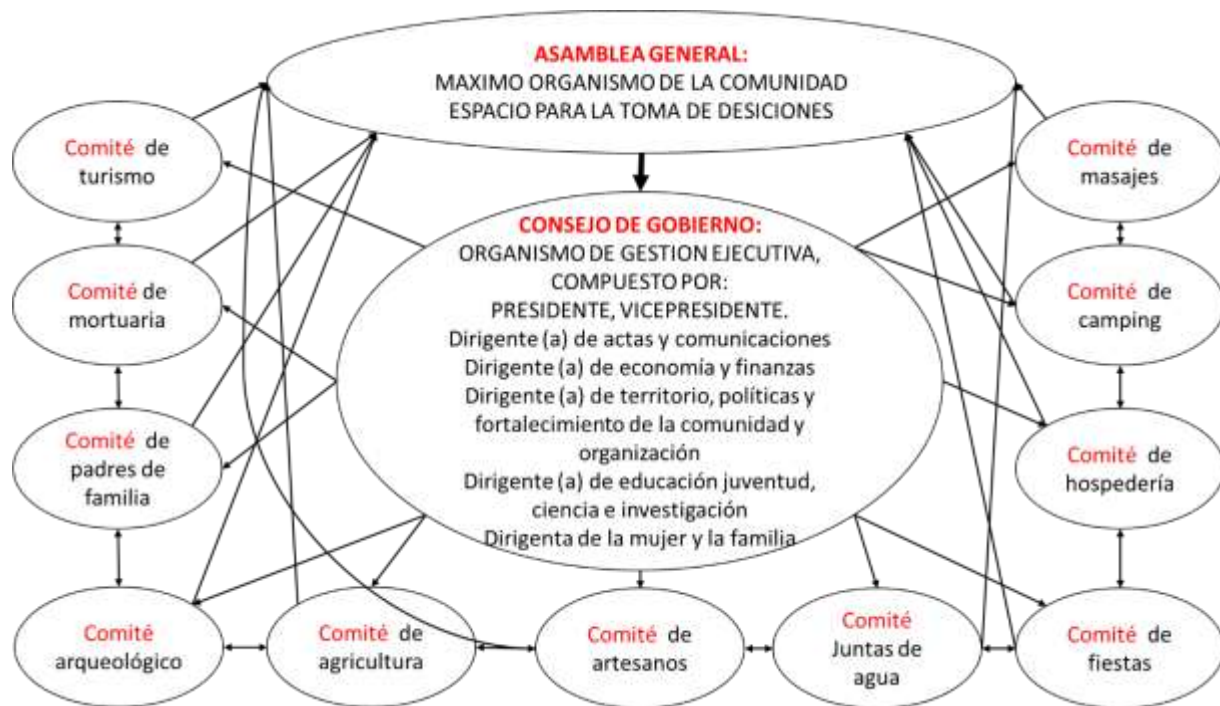 ASAMBLEA GENERAL:
MAXIMO ORGANISMO DE LA COMUNIDAD
ESPACIO PARA LA TOMA DE DESICIONES
Comité de
turismo
Comité de
masajes
CONSEJO DE GOBIERNO:
ORGANISMO DE GESTION EJECUTIVA,
COMPUESTO POR:
PRESIDENTE, VICEPRESIDENTE.
Dirigente (a) de actas y comunicaciones
Dirigente (a) de economía y finanzas
Dirigente (a) de territorio, políticas y
fortalecimiento de la comunidad y
organización
Dirigente (a) de educación juventud,
ciencia e investigación
Dirigenta de la mujer y la familia
Comité de
mortuaria
Comité de
camping
Comité de
padres de
familia
Comité de
hospedería
Comité
arqueológico
Comité de
agricultura
Comité de
artesanos
Comité
Juntas de
agua
Comité de
fiestas